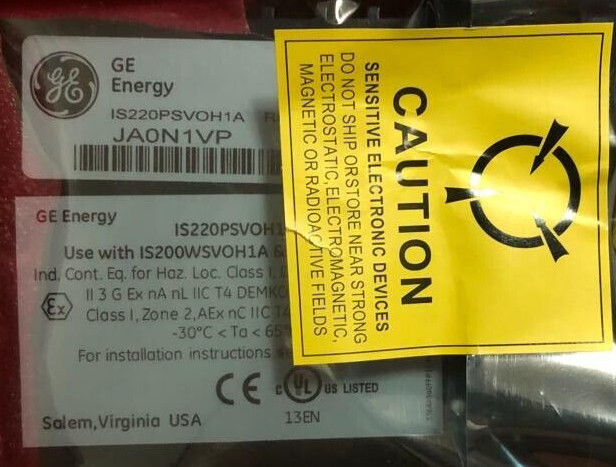 GE
Energy
IS220PSVOH1A
JA0N1VP
GE Energy
IS220PSVOH1
Use with IS200WSVOH1A &
Ind. Cont. Eq. for Haz. Loc. Class I,
II 3 G Ex nA nL IIC T4 DEMKO
Class I, Zone 2, AEx nC IIC T4
-30°C < Ta < 65°
For installation instructions
Ex
CE
c UL US LISTED
13EN
Salem, Virginia USA
CAUTION
SENSITIVE ELECTRONIC DEVICES
DO NOT SHIP OR STORE NEAR STRONG
ELECTROSTATIC, ELECTROMAGNETIC,
MAGNETIC OR RADIOACTIVE FIELDS